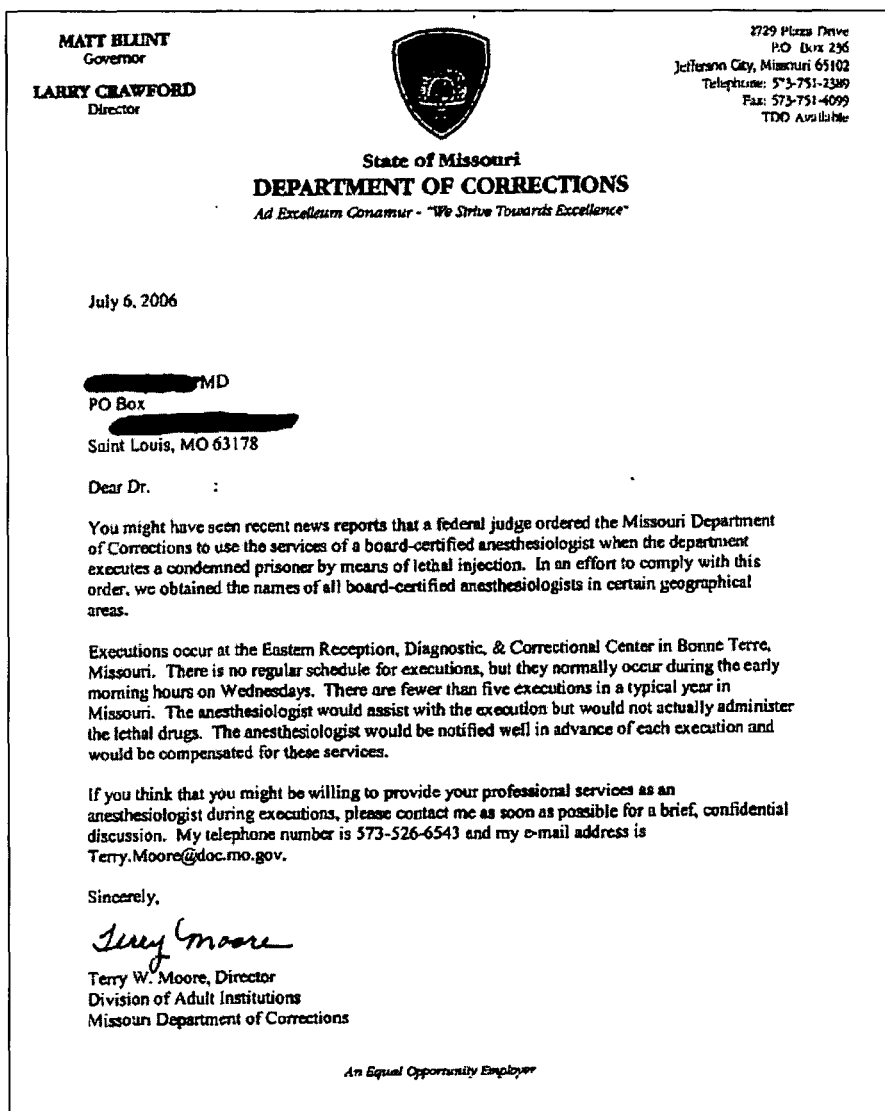 MATT BLUNT
Governor
LARRY CRAWFORD
Director
2729 Plaza Drive
P.O. Box 236
Jefferson City, Missouri 65102
Telephone: 573-751-2389
Fax: 573-751-4099
TDD Available
State of Missouri
DEPARTMENT OF CORRECTIONS
Ad Excelleum Conamur - "We Strive Towards Excellence"
July 6, 2006
MD
PO Box
Saint Louis, MO 63178
Dear Dr. :
You might have seen recent news reports that a federal judge ordered the Missouri Department
of Corrections to use the services of a board-certified anesthesiologist when the department
executes a condemned prisoner by means of lethal injection. In an effort to comply with this
order, we obtained the names of all board-certified anesthesiologists in certain geographical
areas.
Executions occur at the Eastern Reception, Diagnostic, & Correctional Center in Bonne Terre,
Missouri. There is no regular schedule for executions, but they normally occur during the early
morning hours on Wednesdays. There are fewer than five executions in a typical year in
Missouri. The anesthesiologist would assist with the execution but would not actually administer
the lethal drugs. The anesthesiologist would be notified well in advance of each execution and
would be compensated for these services.
If you think that you might be willing to provide your professional services as an
anesthesiologist during executions, please contact me as soon as possible for a brief, confidential
discussion. My telephone number is 573-526-6543 and my e-mail address is
Terry.Moore@doc.mo.gov.
Sincerely,
Terry Moore
Terry W. Moore, Director
Division of Adult Institutions
Missouri Department of Corrections
An Equal Opportunity Employer